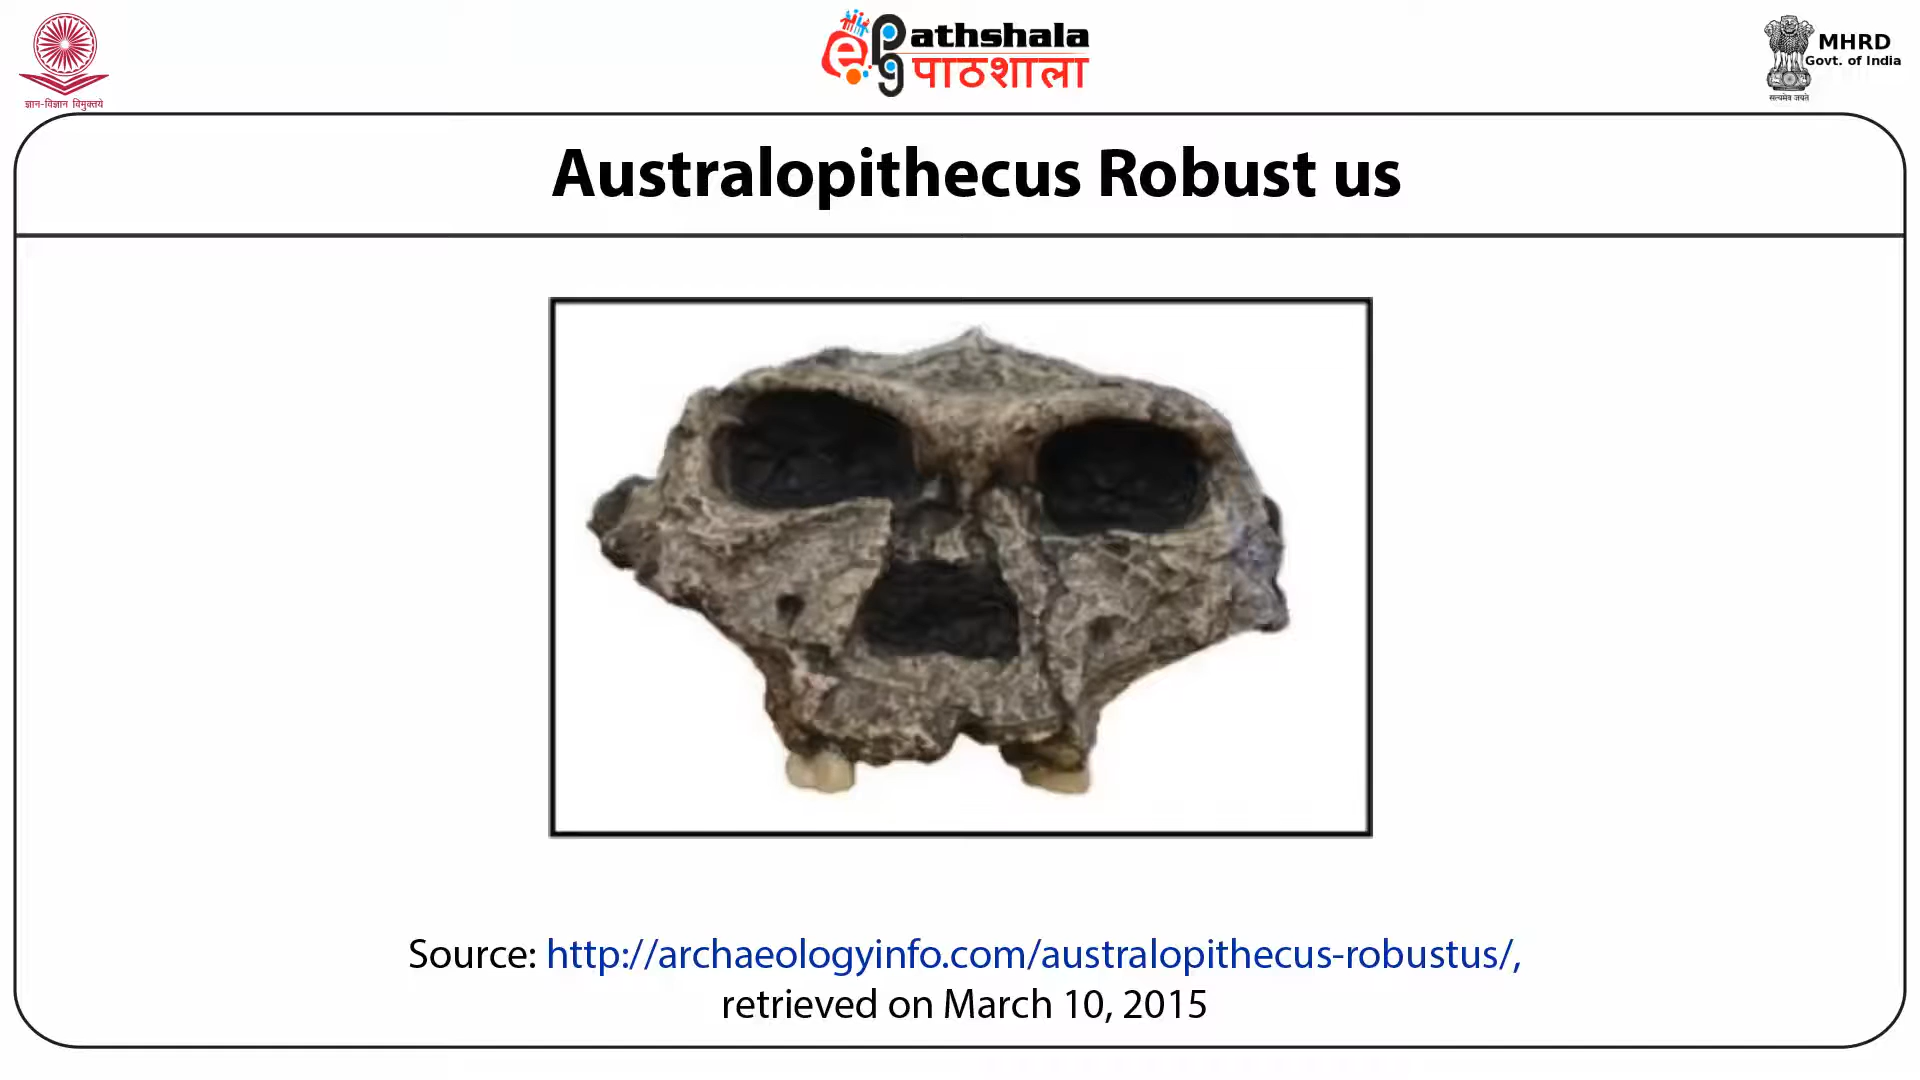 ज्ञान-विज्ञान विमुक्तये
ePathshala
पाठशाला
MHRD
Govt. of India
सत्यमेव जयते
Australopithecus Robust us
Source: http://archaeologyinfo.com/australopithecus-robustus/,
retrieved on March 10, 2015